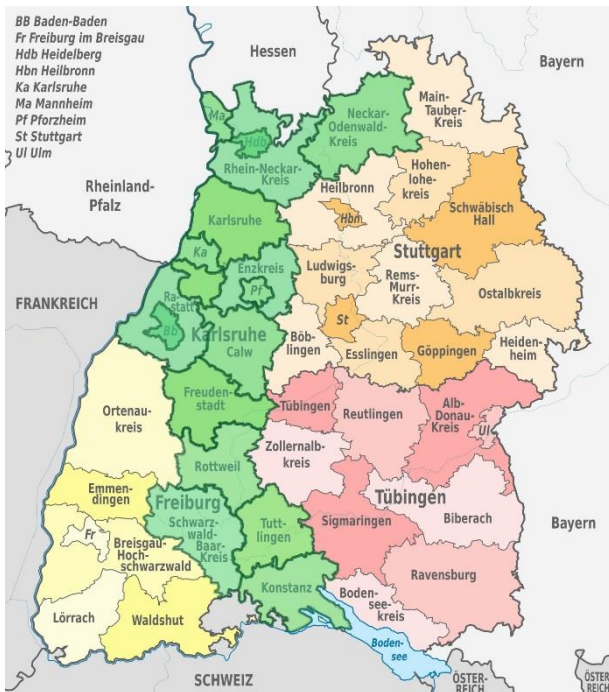 BB Baden-Baden
Fr Freiburg im Breisgau
Hdb Heidelberg
Hbn Heilbronn
Ka Karlsruhe
Ma Mannheim
Pf Pforzheim
St Stuttgart
Ul Ulm
Hessen
Bayern
Rheinland-
Pfalz
FRANKREICH
Main-
Tauber-
Kreis
Neckar-
Odenwald-
Kreis
Ma
Hdb
Rhein-Neckar-
Kreis
Hohen-
lohe-
kreis
Heilbronn
Hbn
Schwäbisch
Hall
Karlsruhe
Stuttgart
Ka
Enzkreis
Pf
Ludwigs-
burg
Rems-
Murr-
Kreis
Ostalbkreis
Ra-
statt
Bb
Karlsruhe
Calw
St
Böb-
lingen
Esslingen
Göppingen
Heiden-
heim
Ortenau-
kreis
Freuden-
stadt
Tübingen
Reutlingen
Alb-
Donau-
Kreis
Ul
Zollernalb-
kreis
Rottweil
Emmen-
dingen
Freiburg
Schwarz-
wald-
Baar-
Kreis
Tutt-
lingen
Tübingen
Sigmaringen
Biberach
Bayern
Fr
Breisgau-
Hoch-
schwarzwald
Konstanz
Ravensburg
Boden-
see-
kreis
Lörrach
Waldshut
Boden-
see
SCHWEIZ
ÖSTER-
REICH
ÖSTER-
REICH